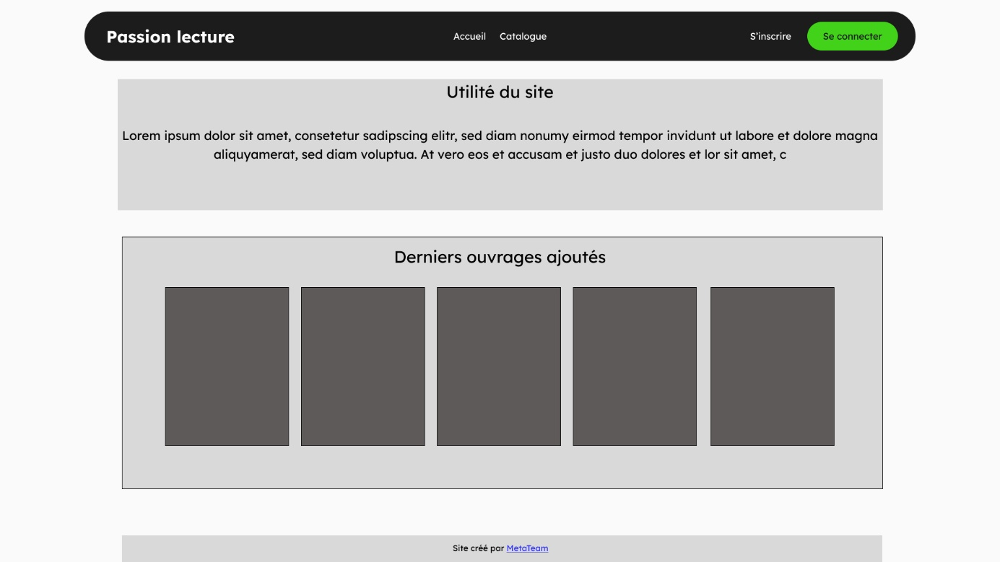 Passion lecture
Accueil Catalogue
S'inscrire Se connecter
Utilité du site
Lorem ipsum dolor sit amet, consetetur sadipscing elitr, sed diam nonumy eirmod tempor invidunt ut labore et dolore magna
aliquyamerat, sed diam voluptua. At vero eos et accusam et justo duo dolores et lor sit amet, c
Derniers ouvrages ajoutés
Site créé par MetaTeam